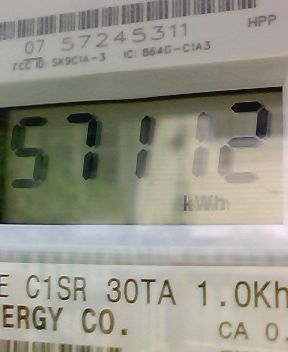 HPP
07 57245311
FCC ID: SK9C1A-3 IC: 864G-C1A3
57112
kWh
E C1SR 30TA 1.0Kh
ERGY CO.
CA 0.